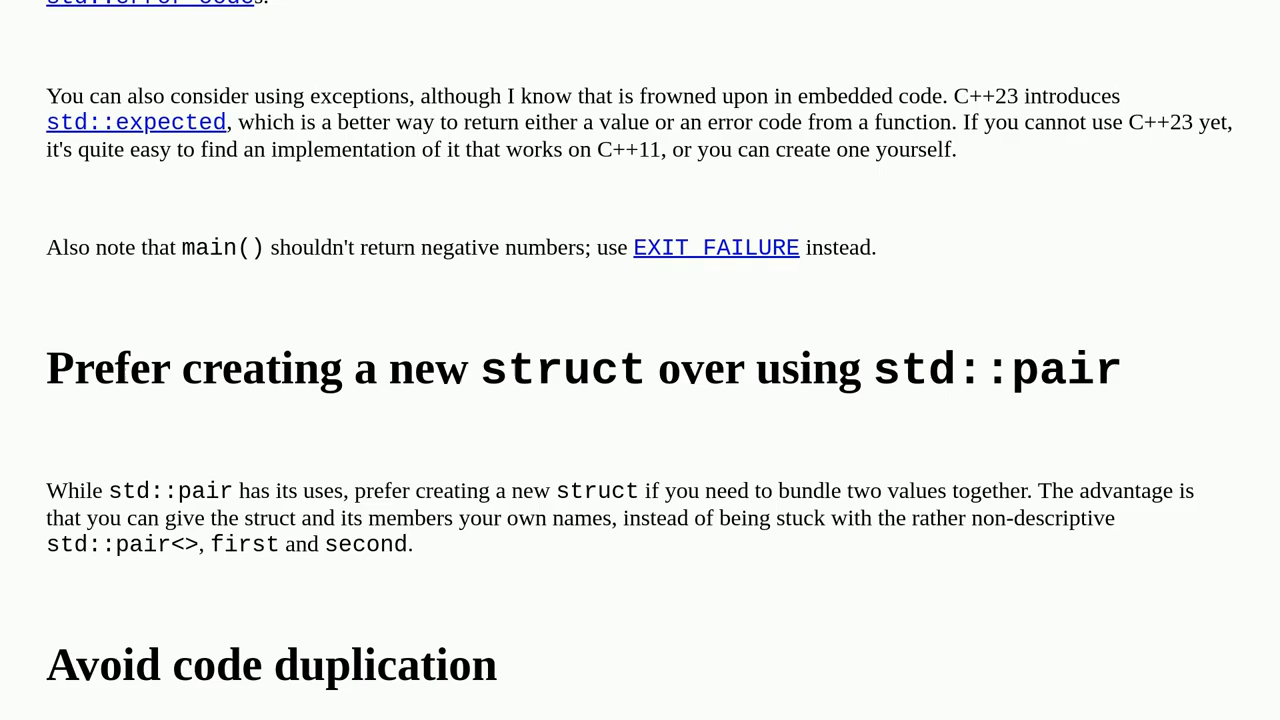 std::error_codes.
You can also consider using exceptions, although I know that is frowned upon in embedded code. C++23 introduces
std::expected, which is a better way to return either a value or an error code from a function. If you cannot use C++23 yet,
it's quite easy to find an implementation of it that works on C++11, or you can create one yourself.
Also note that main() shouldn't return negative numbers; use EXIT_FAILURE instead.
Prefer creating a new struct over using std::pair
While std::pair has its uses, prefer creating a new struct if you need to bundle two values together. The advantage is
that you can give the struct and its members your own names, instead of being stuck with the rather non-descriptive
std::pair<>, first and second.
Avoid code duplication